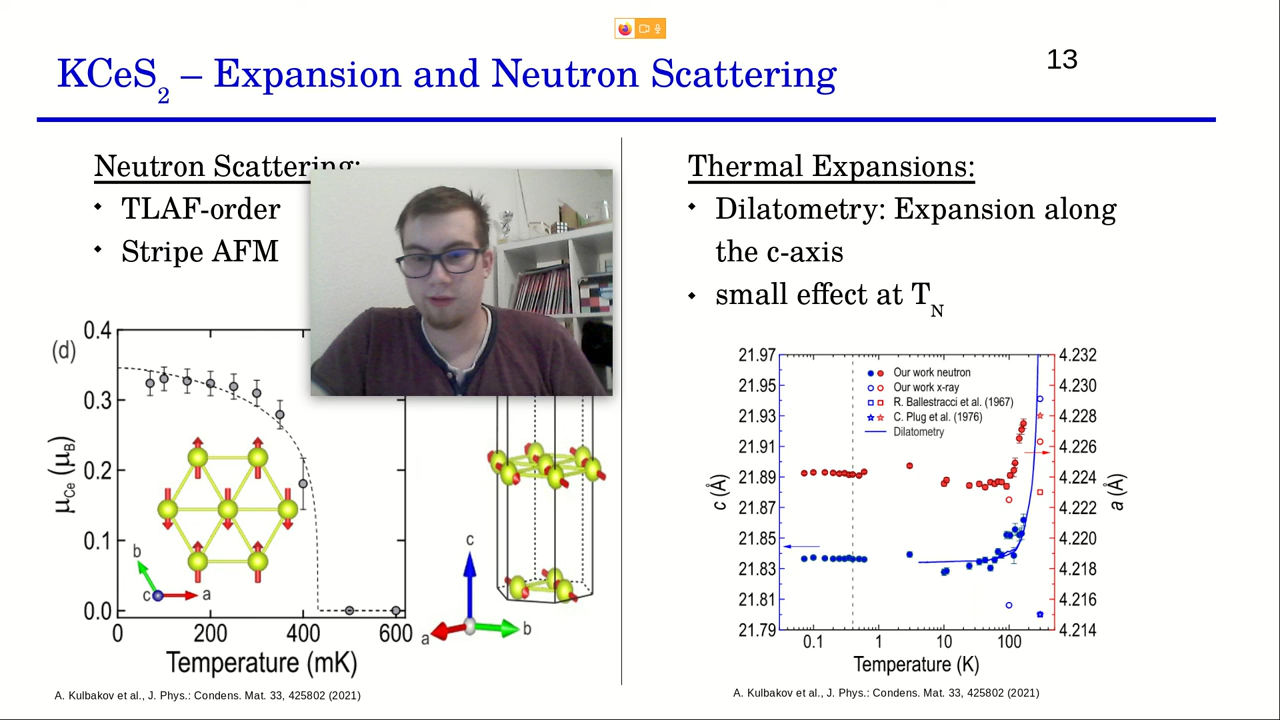 13
KCeS2 – Expansion and Neutron Scattering
Neutron Scattering:
• TLAF-order
• Stripe AFM
(d)
0.4
0.3
0.2
0.1
0.0
μCe (μB)
0 200 400 600
Temperature (mK)
b
c
a
c
a
b
A. Kulbakov et al., J. Phys.: Condens. Mat. 33, 425802 (2021)
Thermal Expansions:
• Dilatometry: Expansion along
the c-axis
• small effect at TN
21.97
21.95
21.93
21.91
21.89
21.87
21.85
21.83
21.81
21.79
c (Å)
Our work neutron
Our work x-ray
R. Ballestracci et al. (1967)
C. Plug et al. (1976)
Dilatometry
4.232
4.230
4.228
4.226
4.224
4.222
4.220
4.218
4.216
4.214
a (Å)
0.1 1 10 100
Temperature (K)
A. Kulbakov et al., J. Phys.: Condens. Mat. 33, 425802 (2021)